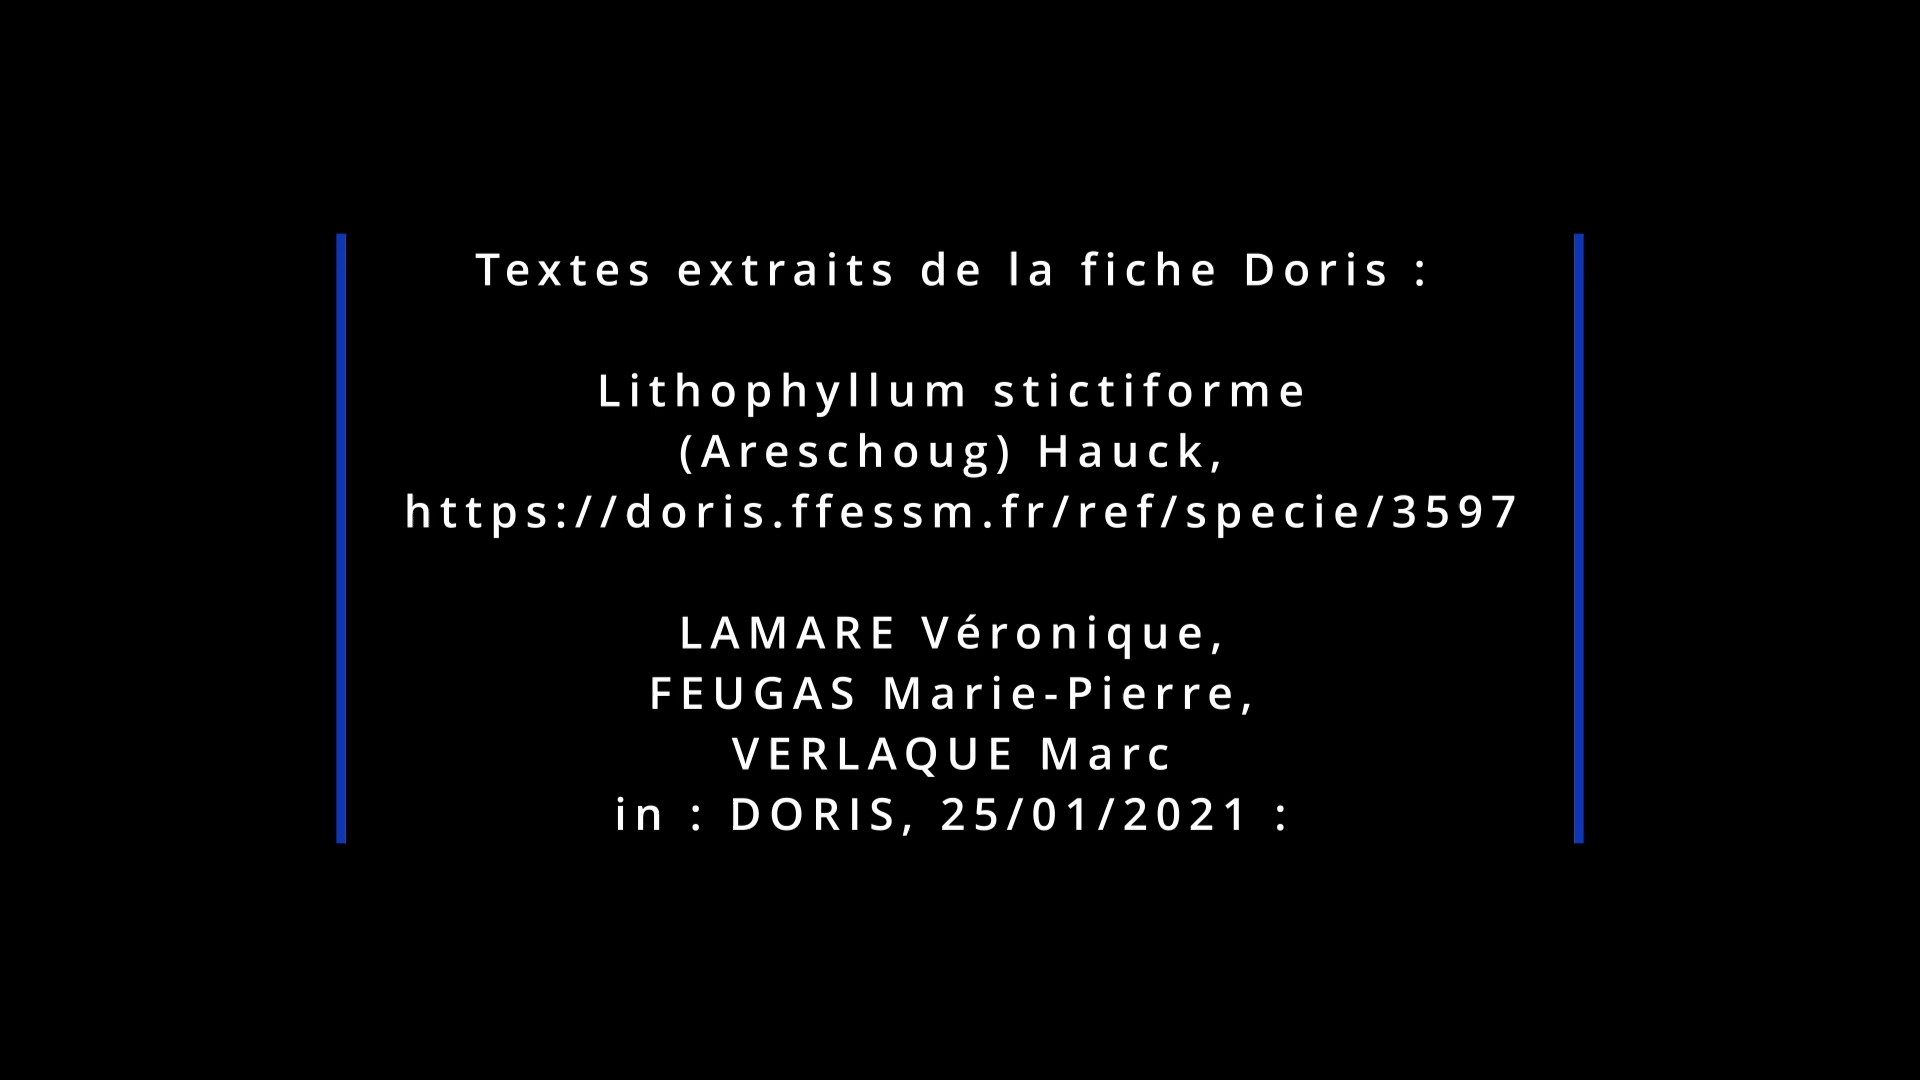 Textes extraits de la fiche Doris :
Lithophyllum stictiforme
(Areschoug) Hauck,
https://doris.ffessm.fr/ref/specie/3597
LAMARE Véronique,
FEUGAS Marie-Pierre,
VERLAQUE Marc
in : DORIS, 25/01/2021 :